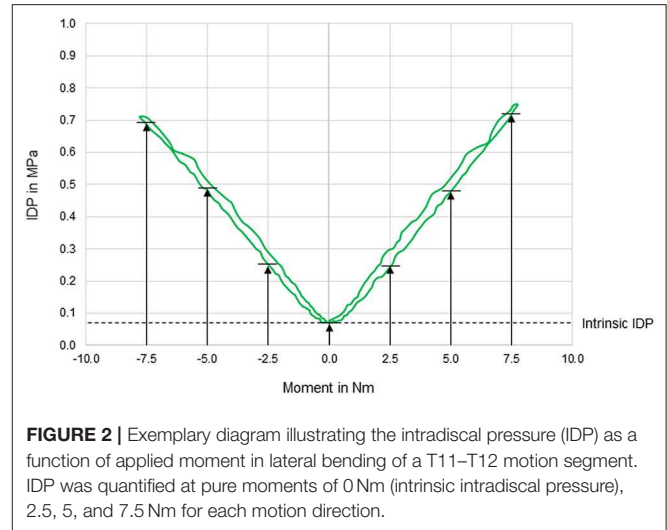 1.0
0.9
0.8
0.7
0.6
0.5
0.4
0.3
0.2
0.1
0.0
IDP in MPa
Intrinsic IDP
-10.0 -7.5 -5.0 -2.5 0.0 2.5 5.0 7.5 10.0
Moment in Nm
FIGURE 2 | Exemplary diagram illustrating the intradiscal pressure (IDP) as a
function of applied moment in lateral bending of a T11–T12 motion segment.
IDP was quantified at pure moments of 0 Nm (intrinsic intradiscal pressure),
2.5, 5, and 7.5 Nm for each motion direction.